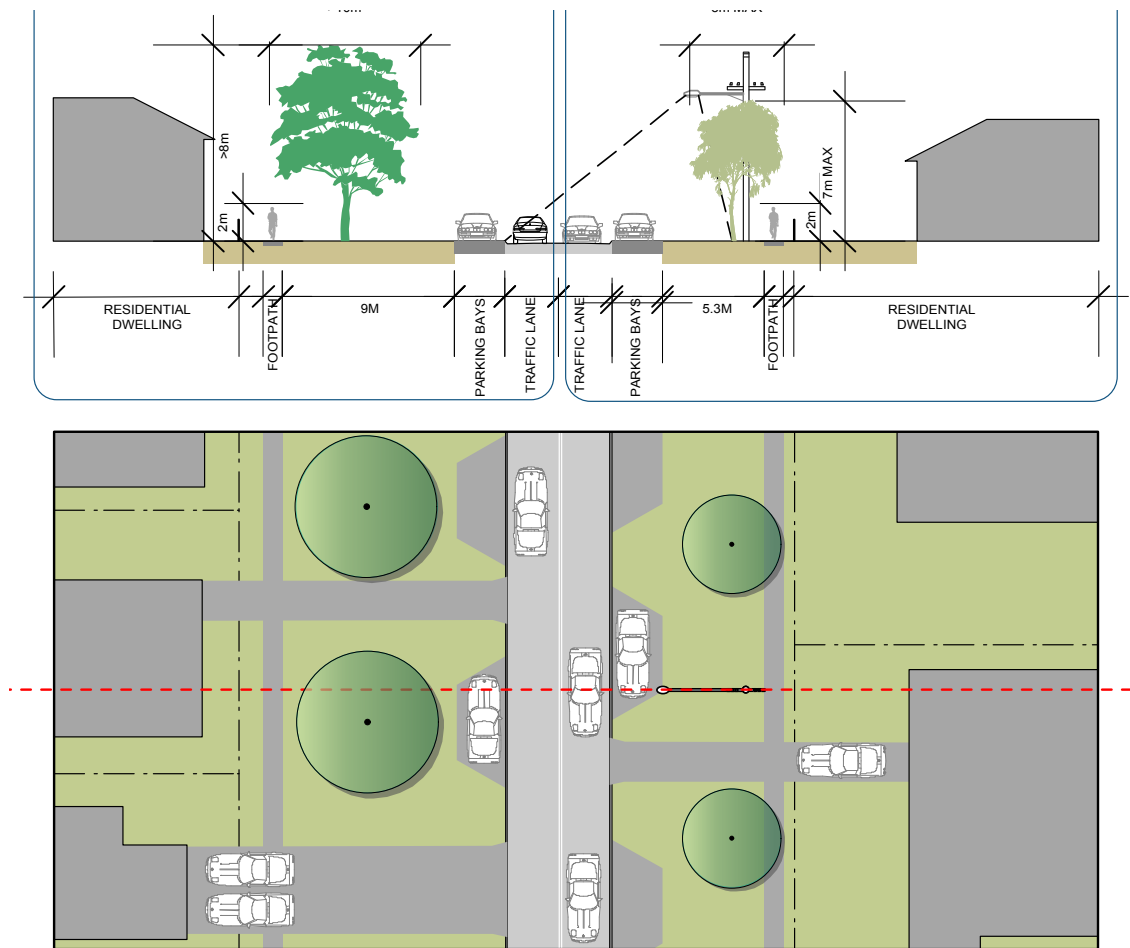 >8m
2m
7m MAX
2m
RESIDENTIAL
DWELLING
FOOTPATH
9M
PARKING BAYS
TRAFFIC LANE
TRAFFIC LANE
PARKING BAYS
5.3M
FOOTPATH
RESIDENTIAL
DWELLING